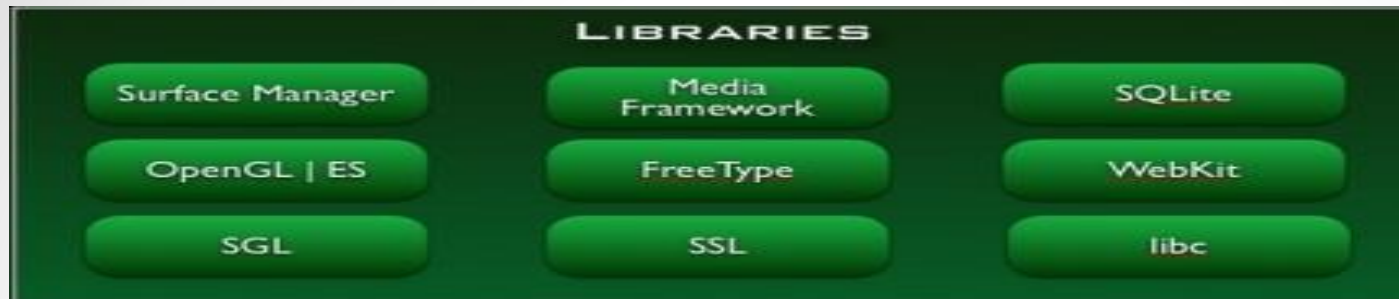 LIBRARIES
Surface Manager
Media
Framework
SQLite
OpenGL | ES
FreeType
WebKit
SGL
SSL
libc